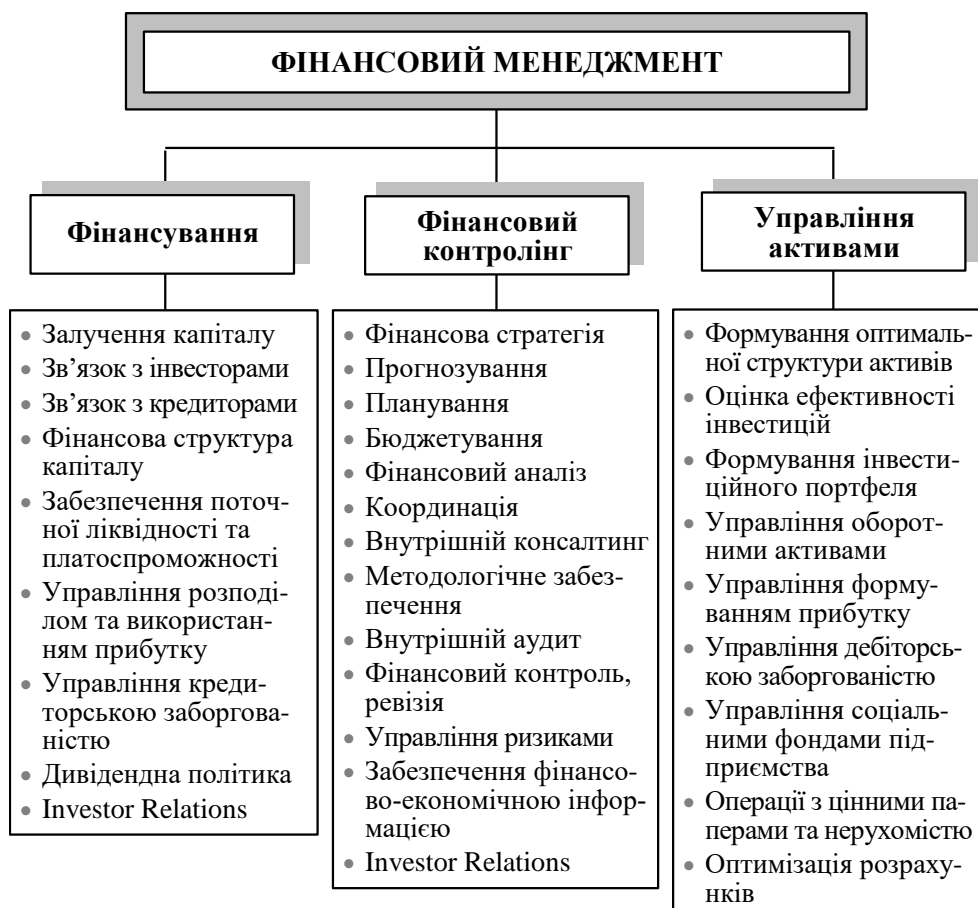 ФІНАНСОВИЙ МЕНЕДЖМЕНТ
Фінансування
• Залучення капіталу
• Зв’язок з інвесторами
• Зв’язок з кредиторами
• Фінансова структура
капіталу
• Забезпечення поточ-
ної ліквідності та
платоспроможності
• Управління розподі-
лом та використан-
ням прибутку
• Управління креди-
торською заборгова-
ністю
• Дивідендна політика
• Investor Relations
Фінансовий
контролінг
• Фінансова стратегія
• Прогнозування
• Планування
• Бюджетування
• Фінансовий аналіз
• Координація
• Внутрішній консалтинг
• Методологічне забез-
печення
• Внутрішній аудит
• Фінансовий контроль,
ревізія
• Управління ризиками
• Забезпечення фінансо-
во-економічною інфор-
мацією
• Investor Relations
Управління
активами
• Формування оптималь-
ної структури активів
• Оцінка ефективності
інвестицій
• Формування інвести-
ційного портфеля
• Управління оборот-
ними активами
• Управління форму-
ванням прибутку
• Управління дебіторсь-
кою заборгованістю
• Управління соціаль-
ними фондами під-
приємства
• Операції з цінними па-
перами та нерухомістю
• Оптимізація розраху-
нків